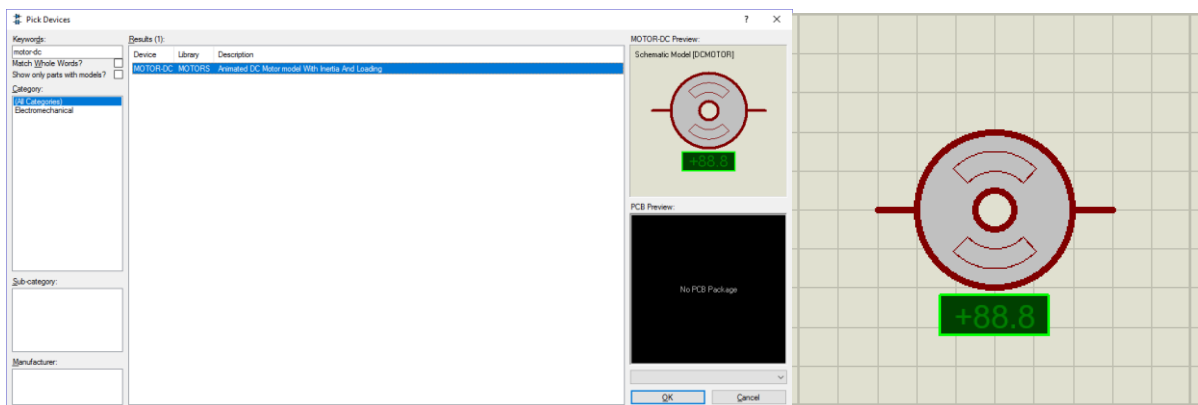 Pick Devices
? ×
Keywords:
motor-dc
Match Whole Words?
Show only parts with models?
Category:
(All Categories)
Electromechanical
Sub-category:
Manufacturer:
Results (1):
Device Library Description
MOTOR-DC MOTORS Animated DC Motor model With Inertia And Loading
MOTOR-DC Preview:
Schematic Model [DCMOTOR]
+88.8
PCB Preview:
No PCB Package
OK Cancel
+88.8